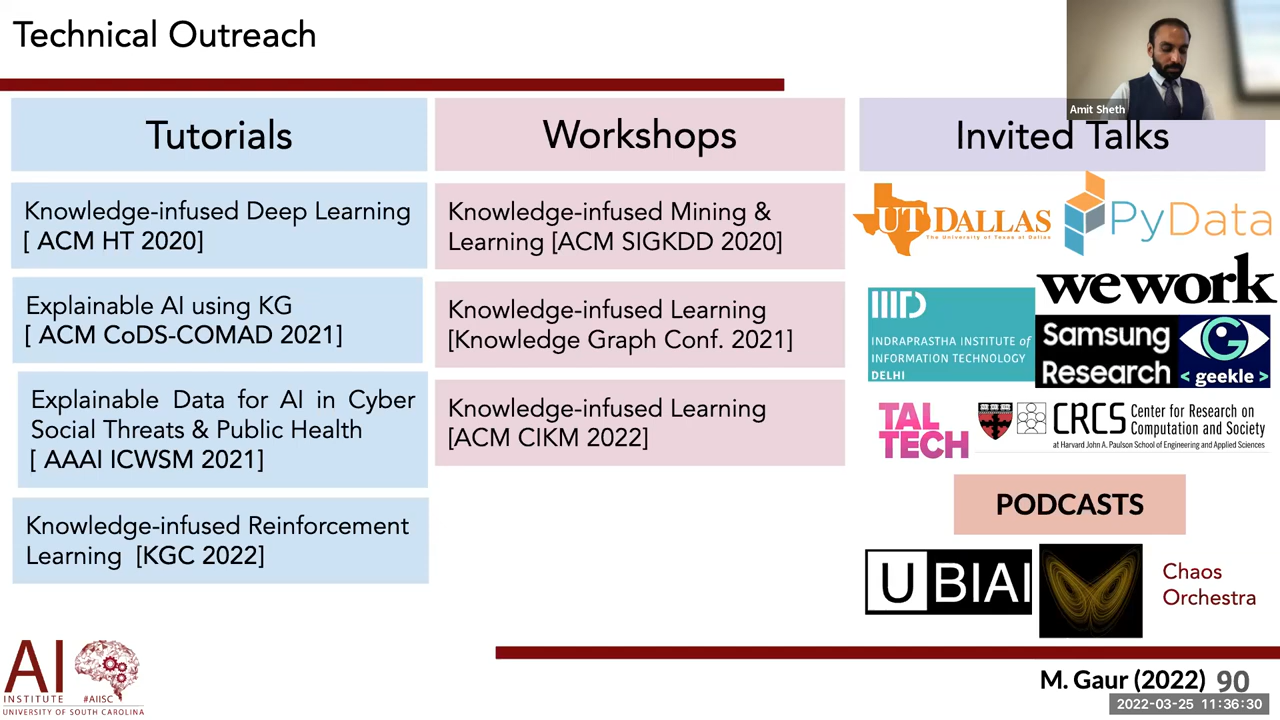 Technical Outreach
Amit Sheth
Tutorials
Knowledge-infused Deep Learning
[ ACM HT 2020]
Explainable AI using KG
[ ACM CoDS-COMAD 2021]
Explainable Data for AI in Cyber
Social Threats & Public Health
[ AAAI ICWSM 2021]
Knowledge-infused Reinforcement
Learning [KGC 2022]
Workshops
Knowledge-infused Mining &
Learning [ACM SIGKDD 2020]
Knowledge-infused Learning
[Knowledge Graph Conf. 2021]
Knowledge-infused Learning
[ACM CIKM 2022]
Invited Talks
UT DALLAS
The University of Texas at Dallas
PyData
wework
IIITD
INDRAPRASTHA INSTITUTE of
INFORMATION TECHNOLOGY
DELHI
Samsung
Research
G
< geekle >
TAL
TECH
CRCS Center for Research on
Computation and Society
at Harvard John A. Paulson School of Engineering and Applied Sciences
PODCASTS
UBIAI
Chaos
Orchestra
AI
INSTITUTE #AIISC
UNIVERSITY OF SOUTH CAROLINA
M. Gaur (2022) 90
2022-03-25 11:36:30